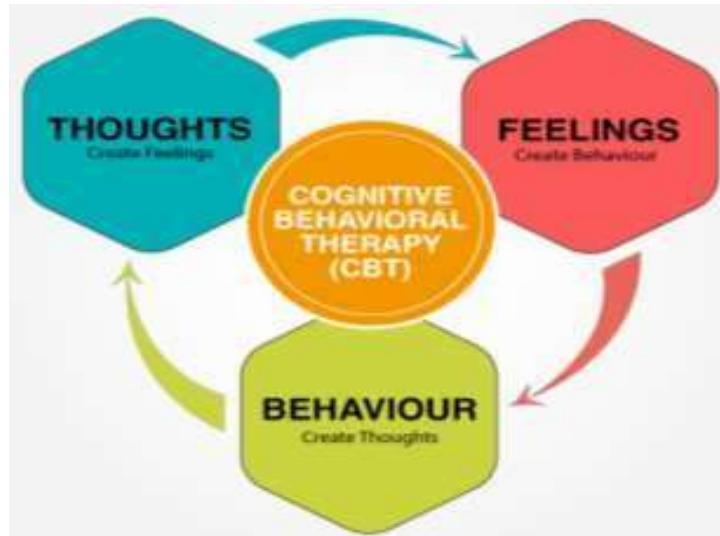 THOUGHTS
Create Feelings
FEELINGS
Create Behaviour
COGNITIVE
BEHAVIORAL
THERAPY
(CBT)
BEHAVIOUR
Create Thoughts